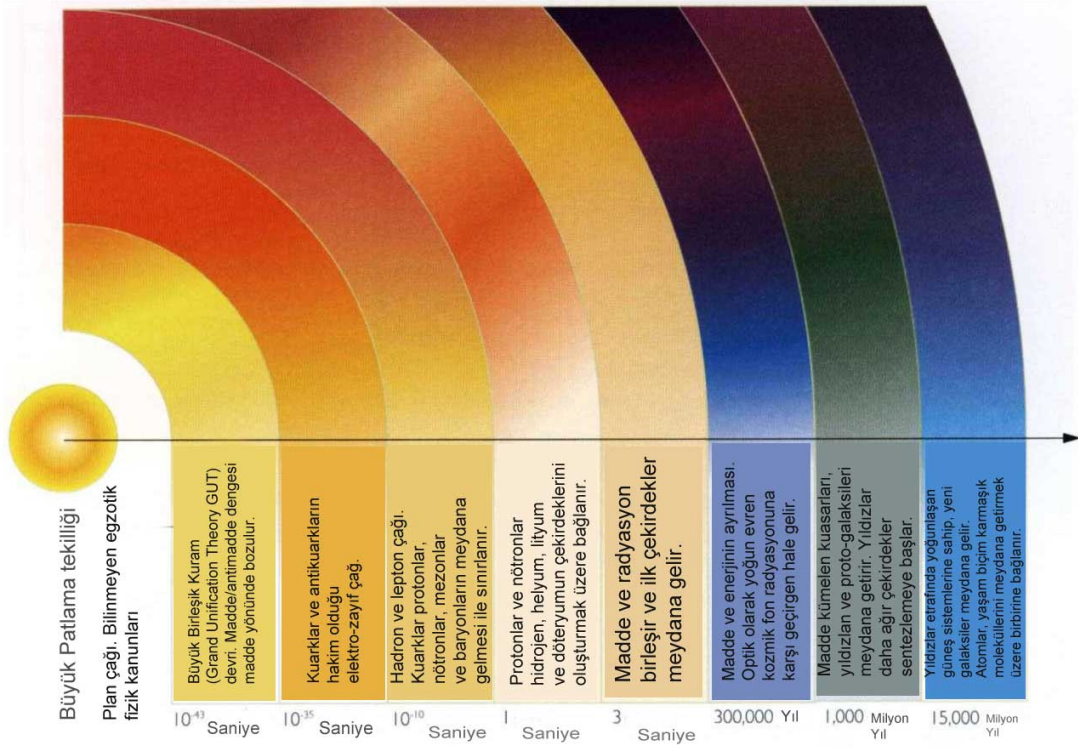 Büyük Patlama tekilliği
Plan çağı. Bilinmeyen egzotik
fizik kanunları
Büyük Birleşik Kuram
(Grand Unification Theory GUT)
devri. Madde/antimadde dengesi
madde yönünde bozulur.
Kuarklar ve antikuarkların
hakim olduğu
elektro-zayıf çağ.
Hadron ve lepton çağı.
Kuarklar protonlar,
nötronlar, mezonlar
ve baryonların meydana
gelmesi ile sınırlanır.
Protonlar ve nötronlar
hidrojen, helyum, lityum
ve döteryumun çekirdeklerini
oluşturmak üzere bağlanır.
Madde ve radyasyon
birleşir ve ilk çekirdekler
meydana gelir.
Madde ve enerjinin ayrılması.
Optik olarak yoğun evren
kozmik fon radyasyonuna
karşı geçirgen hale gelir.
Madde kümelen kuasarları,
yıldızlan ve proto-galaksileri
meydana getirir. Yıldızlar
daha ağır çekirdekler
sentezlemeye başlar.
Yıldızlar etrafında yoğunlaşan
güneş sistemlerine sahip, yeni
galaksiler meydana gelir.
Atomlar, yaşam biçim karmaşık
moleküllerini meydana getirmek
üzere birbirine bağlanır.
10⁻⁴³ Saniye
10⁻³⁵ Saniye
10⁻¹⁰ Saniye
1 Saniye
3 Saniye
300,000 Yıl
1,000 Milyon
Yıl
15,000 Milyon
Yıl